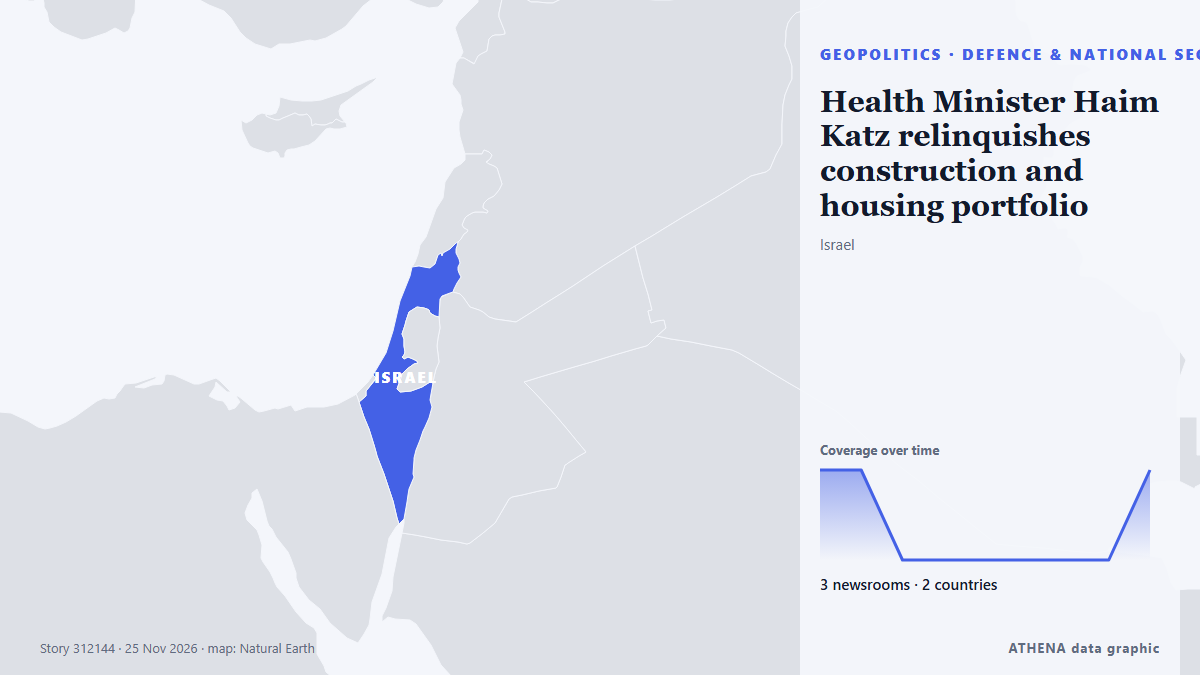 GEOPOLITICS · DEFENCE & NATIONAL SEC
Health Minister Haim
Katz relinquishes
construction and
housing portfolio
Israel
ISRAEL
Coverage over time
3 newsrooms · 2 countries
Story 312144 · 25 Nov 2026 · map: Natural Earth
ATHENA data graphic